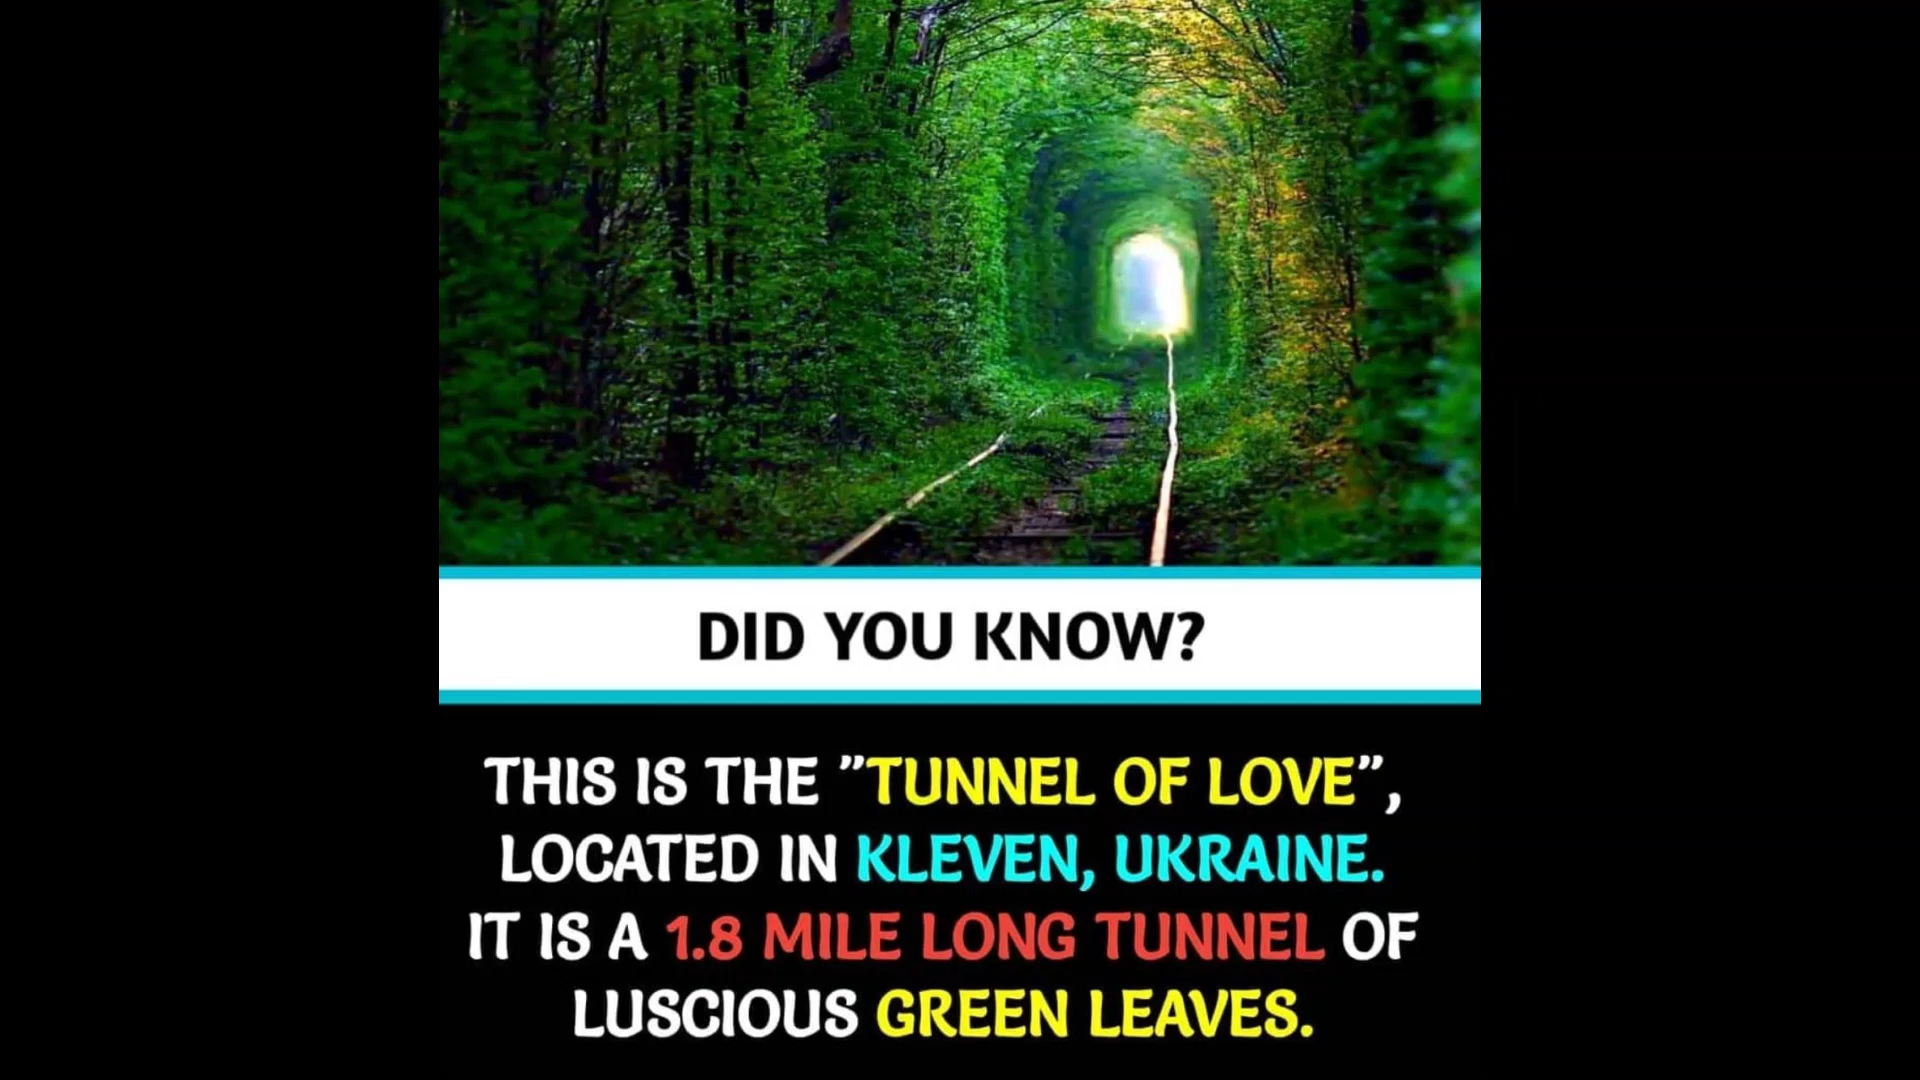 DID YOU KNOW?
THIS IS THE "TUNNEL OF LOVE",
LOCATED IN KLEVEN, UKRAINE.
IT IS A 1.8 MILE LONG TUNNEL OF
LUSCIOUS GREEN LEAVES.